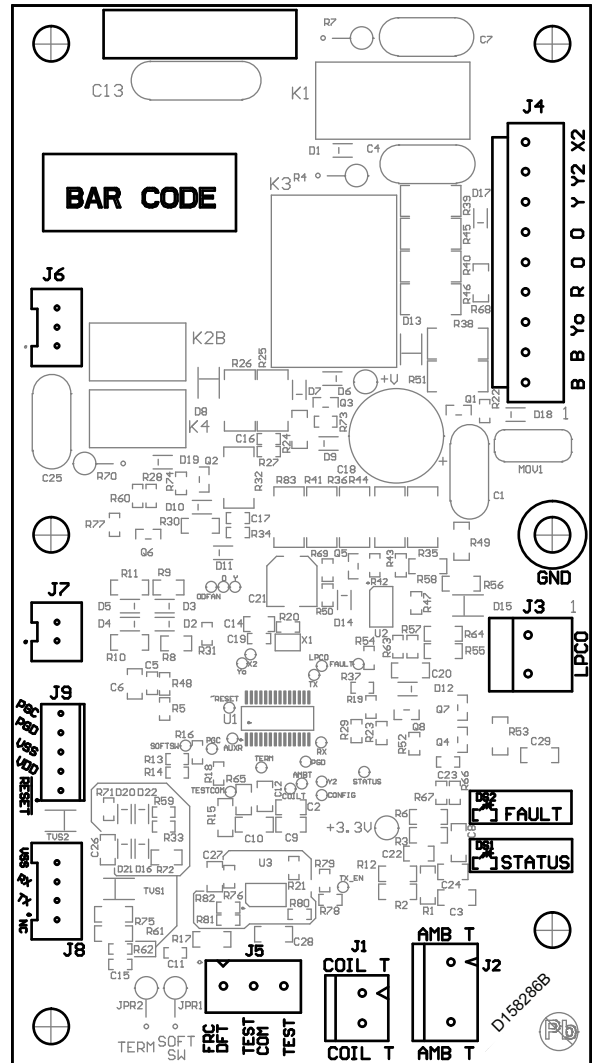 R7
C7
C13
K1
J4
D1
C4
X2
BAR CODE
R4
K3
Y2
R39
D17
Y
R45
O
J6
R40
O
R46
R68
R
D13
R38
Yo
K2B
R26
R25
B
D6
+V
R51
D7
Q3
Q1
R22
B
D8
K4
R73
D18
1
C16
R24
D9
D19
Q2
R27
C18
+
MOV1
C25
R70
R28
R74
R32
R83
R41
R36
R44
C1
R60
D10
R77
R30
C17
R34
R49
Q6
D11
R69
Q5
R43
R35
GND
R11
R9
ODFAN
O
Y
R42
R58
R56
J7
D5
D3
C21
R50
D14
R47
D15
J3
1
D4
D2
C14
R20
U2
R64
R10
R8
R31
C19
X1
R54
R63
R57
R55
LPCO
X2
Yo
LPCO
FAULT
J9
C6
C5
R48
TX
R37
C20
D12
PGC
R5
RESET
R19
Q7
PGD
U1
R29
R23
Q8
R53
VSS
R16
SOFTSW
PGC
AUXR
RX
R52
Q4
C29
VDD
R13
R14
R18
TERM
PGD
STATUS
RESET
TESTCOM
R65
AMBT
Y2
C23
R66
R71
D20
D22
R59
C12
COILT
CONFIG
R67
DG2
FAULT
TVS2
R15
C2
R6
R33
C10
C9
+3.3V
R3
C8
DG1
STATUS
C26
D21
D16
R72
C27
U3
R79
C22
VSS
TVS1
R21
TX_EN
R12
C24
R82
R76
R2
R1
C3
NC
R75
R81
R80
R78
J8
R61
R62
R17
C28
AMB T
C15
C11
J5
J1
COIL T
J2
JPR2
JPR1
D158286B
TERM
SOFT
SW
FRC
DFT
TEST
COM
TEST
COIL T
AMB T
Pb